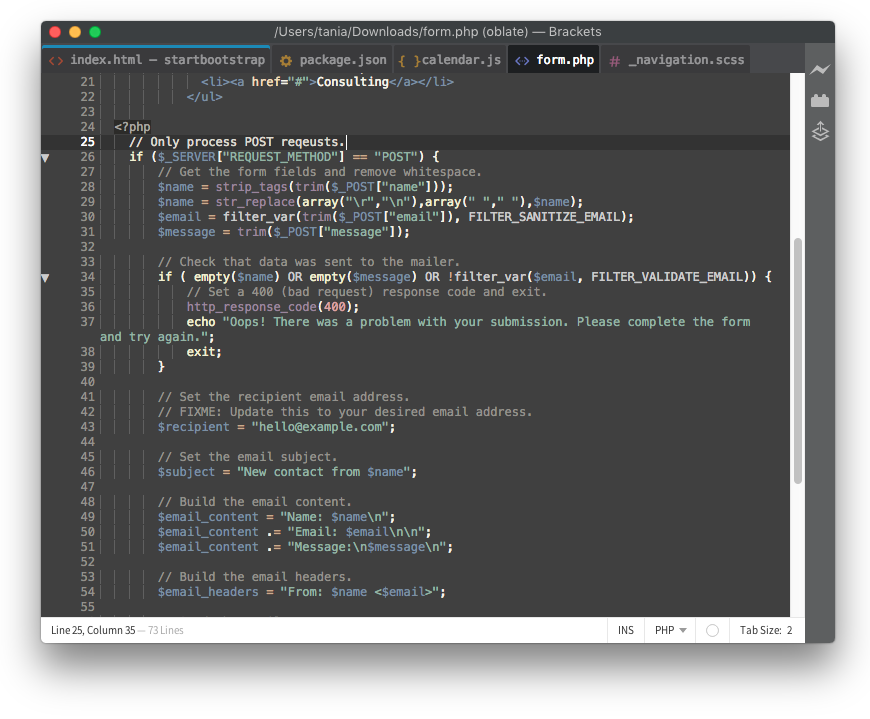 /Users/tania/Downloads/form.php (oblate) — Brackets
<> index.html — startbootstrap package.json { } calendar.js <> form.php # _navigation.scss
21 <li><a href="#">Consulting</a></li>
22 </ul>
23
24 <?php
25 // Only process POST reqeusts.
26 if ($_SERVER["REQUEST_METHOD"] == "POST") {
27 // Get the form fields and remove whitespace.
28 $name = strip_tags(trim($_POST["name"]));
29 $name = str_replace(array("\r","\n"),array(" "," "),$name);
30 $email = filter_var(trim($_POST["email"]), FILTER_SANITIZE_EMAIL);
31 $message = trim($_POST["message"]);
32
33 // Check that data was sent to the mailer.
34 if ( empty($name) OR empty($message) OR !filter_var($email, FILTER_VALIDATE_EMAIL)) {
35 // Set a 400 (bad request) response code and exit.
36 http_response_code(400);
37 echo "Oops! There was a problem with your submission. Please complete the form
and try again.";
38 exit;
39 }
40
41 // Set the recipient email address.
42 // FIXME: Update this to your desired email address.
43 $recipient = "hello@example.com";
44
45 // Set the email subject.
46 $subject = "New contact from $name";
47
48 // Build the email content.
49 $email_content = "Name: $name\n";
50 $email_content .= "Email: $email\n\n";
51 $email_content .= "Message:\n$message\n";
52
53 // Build the email headers.
54 $email_headers = "From: $name <$email>";
55
Line 25, Column 35 — 73 Lines INS PHP Tab Size: 2